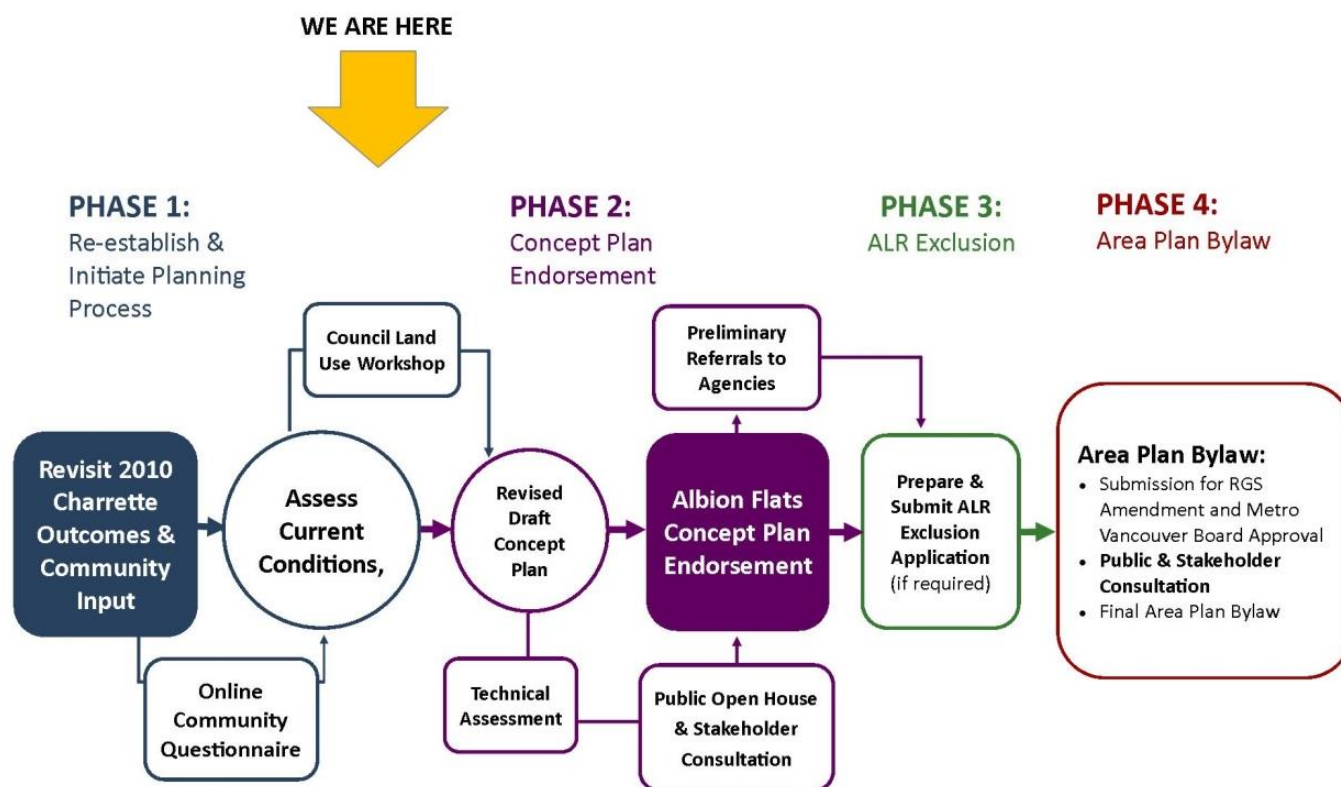 WE ARE HERE
PHASE 1:
Re-establish &
Initiate Planning
Process
PHASE 2:
Concept Plan
Endorsement
PHASE 3:
ALR Exclusion
PHASE 4:
Area Plan Bylaw
Council Land
Use Workshop
Preliminary
Referrals to
Agencies
Revisit 2010
Charrette
Outcomes &
Community
Input
Assess
Current
Conditions,
Revised
Draft
Concept
Plan
Albion Flats
Concept Plan
Endorsement
Prepare &
Submit ALR
Exclusion
Application
(if required)
Area Plan Bylaw:
• Submission for RGS
Amendment and Metro
Vancouver Board Approval
• Public & Stakeholder
Consultation
• Final Area Plan Bylaw
Online
Community
Questionnaire
Technical
Assessment
Public Open House
& Stakeholder
Consultation